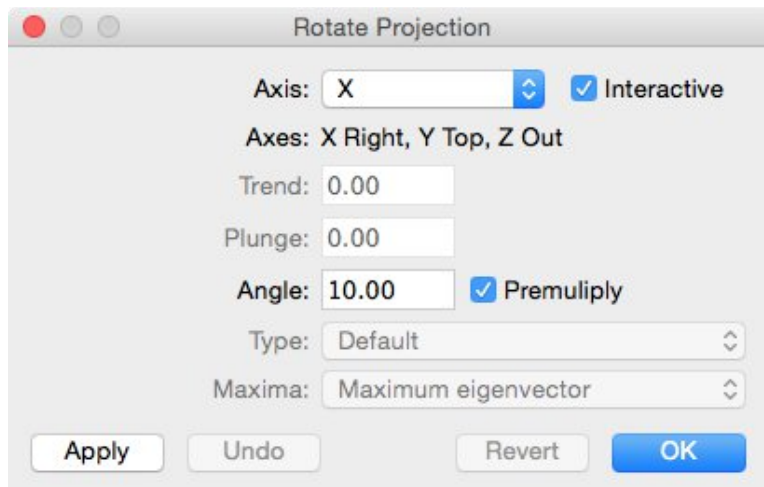 Rotate Projection
Axis: X Interactive
Axes: X Right, Y Top, Z Out
Trend: 0.00
Plunge: 0.00
Angle: 10.00 Premuliply
Type: Default
Maxima: Maximum eigenvector
Apply Undo Revert OK